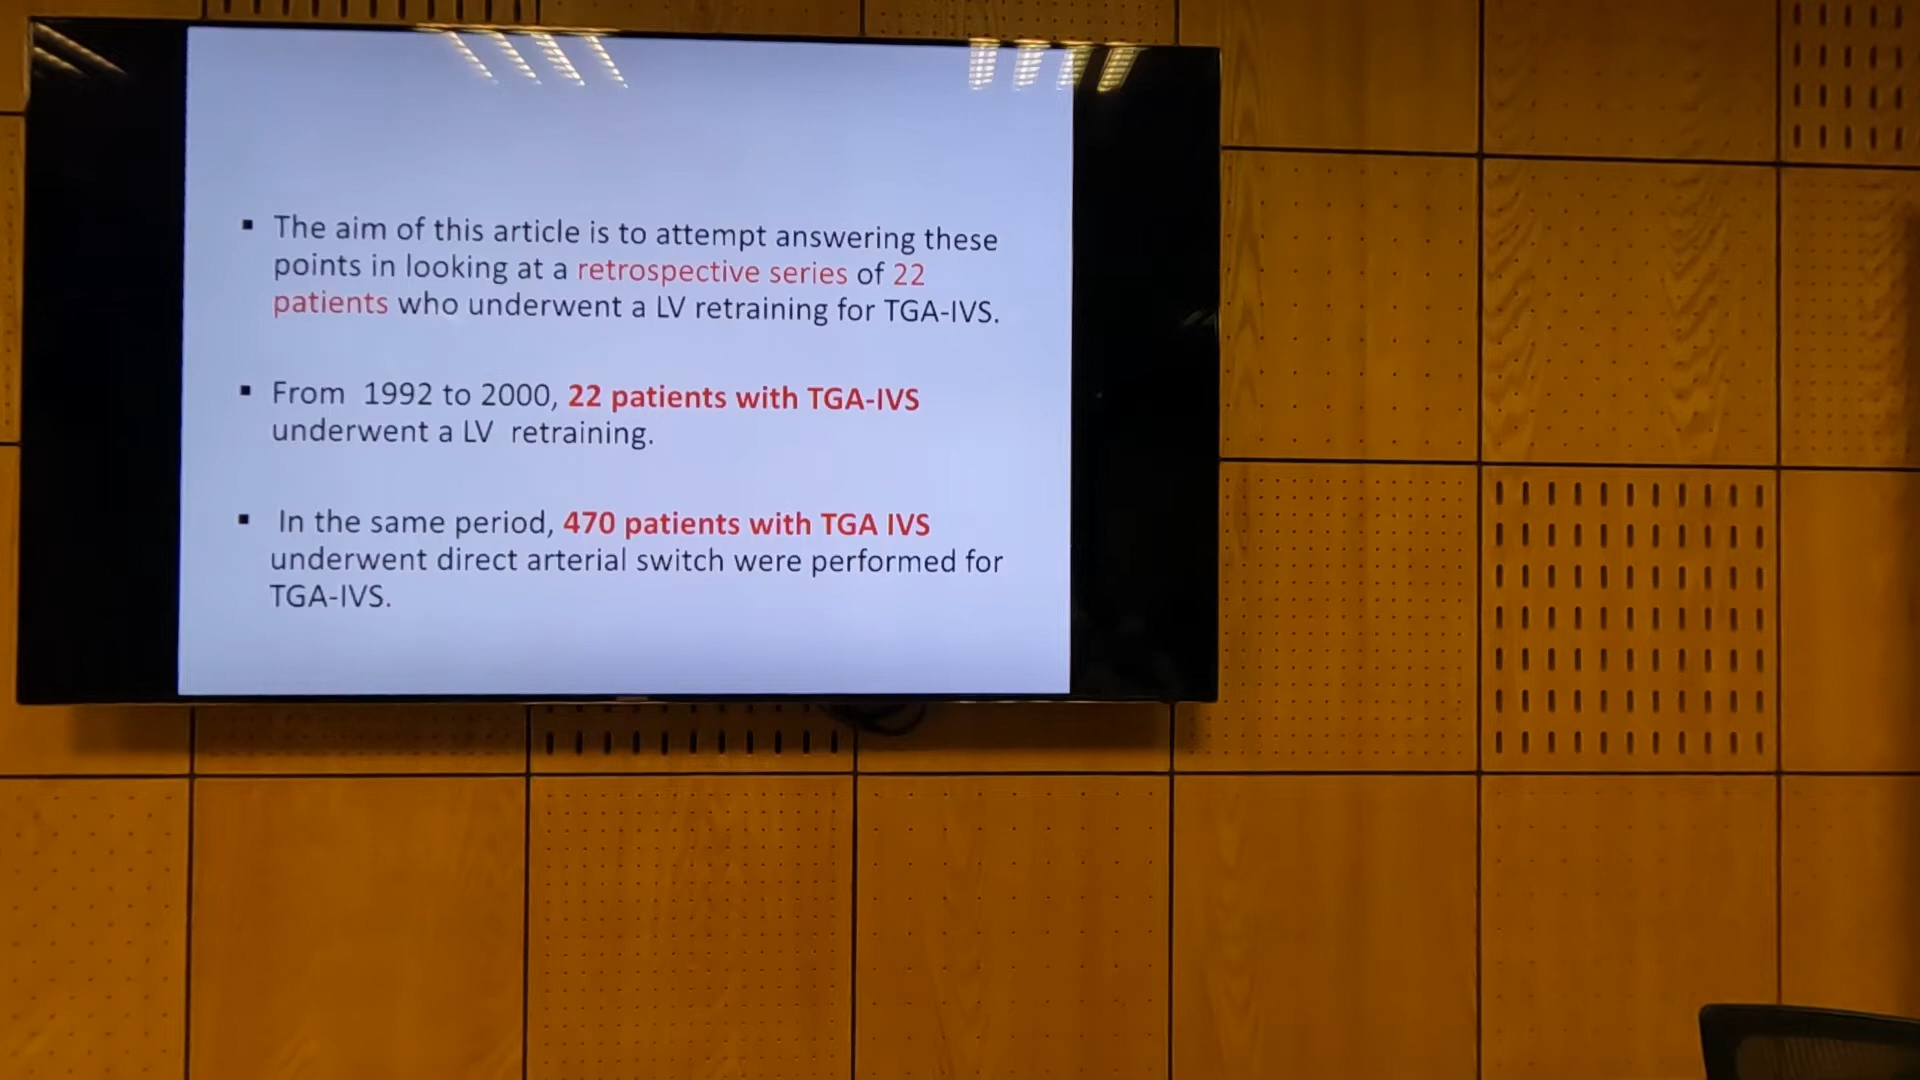 ▪ The aim of this article is to attempt answering these
points in looking at a retrospective series of 22
patients who underwent a LV retraining for TGA-IVS.
▪ From 1992 to 2000, 22 patients with TGA-IVS
underwent a LV retraining.
▪ In the same period, 470 patients with TGA IVS
underwent direct arterial switch were performed for
TGA-IVS.